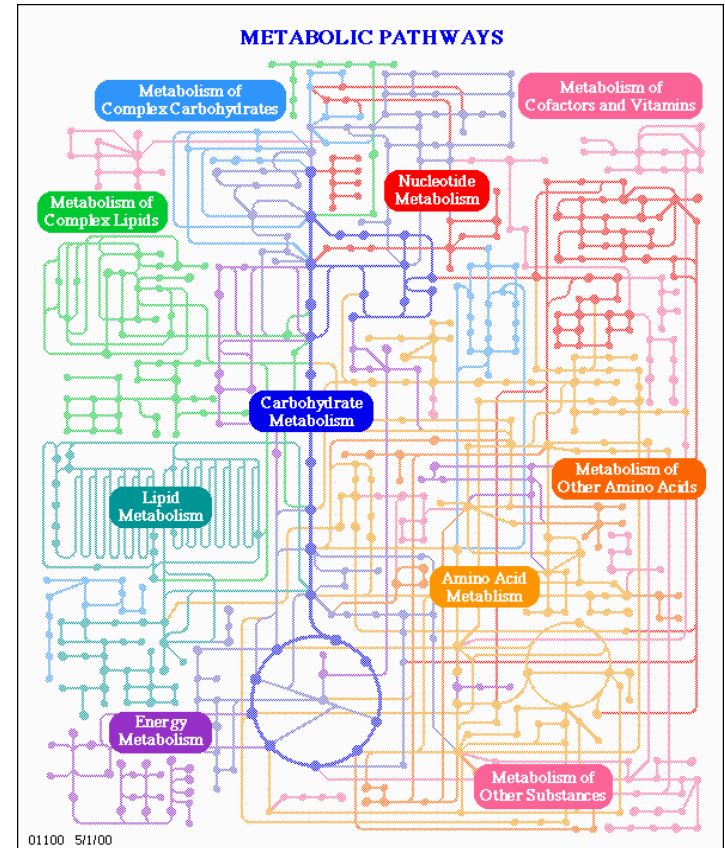 METABOLIC PATHWAYS
Metabolism of
Complex Carbohydrates
Metabolism of
Cofactors and Vitamins
Nucleotide
Metabolism
Metabolism of
Complex Lipids
Carbohydrate
Metabolism
Metabolism of
Other Amino Acids
Lipid
Metabolism
Amino Acid
Metablism
Energy
Metabolism
Metabolism of
Other Substances
01100 5/1/00